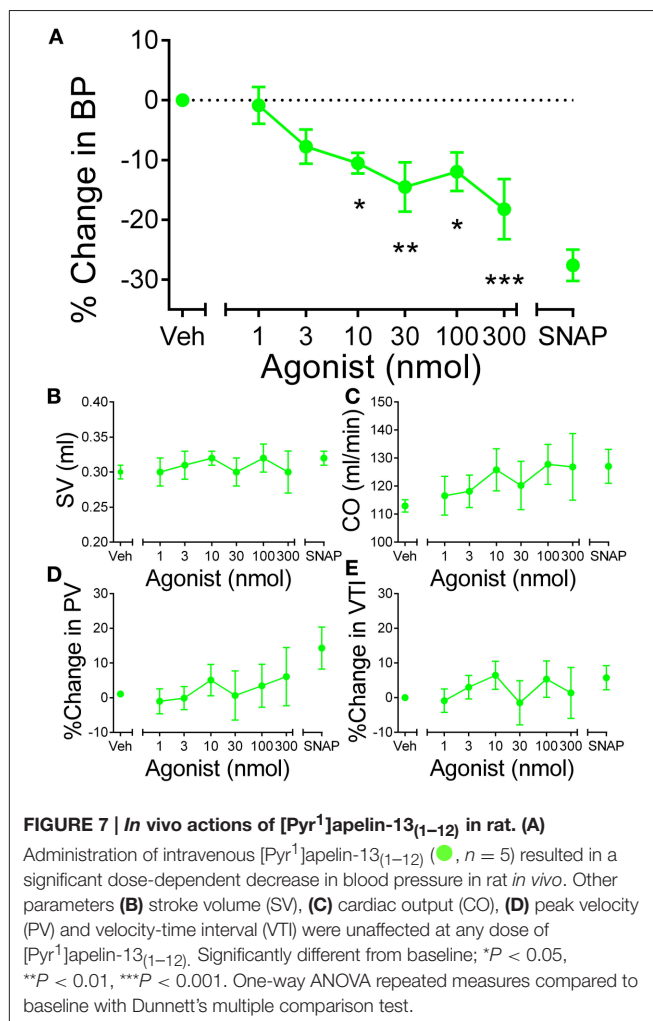 A
% Change in BP
10
0
-10
-20
-30
* ** * ***
Veh 1 3 10 30 100 300 SNAP
Agonist (nmol)
B
SV (ml)
0.40
0.35
0.30
0.25
0.20
Veh 1 3 10 30 100 300 SNAP
Agonist (nmol)
C
CO (ml/min)
150
140
130
120
110
100
Veh 1 3 10 30 100 300 SNAP
Agonist (nmol)
D
%Change in PV
30
20
10
0
-10
Veh 1 3 10 30 100 300 SNAP
Agonist (nmol)
E
%Change in VTI
30
20
10
0
-10
Veh 1 3 10 30 100 300 SNAP
Agonist (nmol)
FIGURE 7 | In vivo actions of [Pyr¹]apelin-13₍₁₋₁₂₎ in rat. (A)
Administration of intravenous [Pyr¹]apelin-13₍₁₋₁₂₎ (●, n = 5) resulted in a
significant dose-dependent decrease in blood pressure in rat in vivo. Other
parameters (B) stroke volume (SV), (C) cardiac output (CO), (D) peak velocity
(PV) and velocity-time interval (VTI) were unaffected at any dose of
[Pyr¹]apelin-13₍₁₋₁₂₎. Significantly different from baseline; *P < 0.05,
**P < 0.01, ***P < 0.001. One-way ANOVA repeated measures compared to
baseline with Dunnett's multiple comparison test.